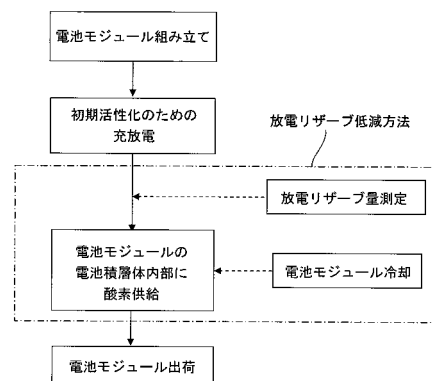 電池モジュール組み立て
初期活性化のための
充放電
放電リザーブ低減方法
放電リザーブ量測定
電池モジュールの
電池積層体内部に
酸素供給
電池モジュール冷却
電池モジュール出荷